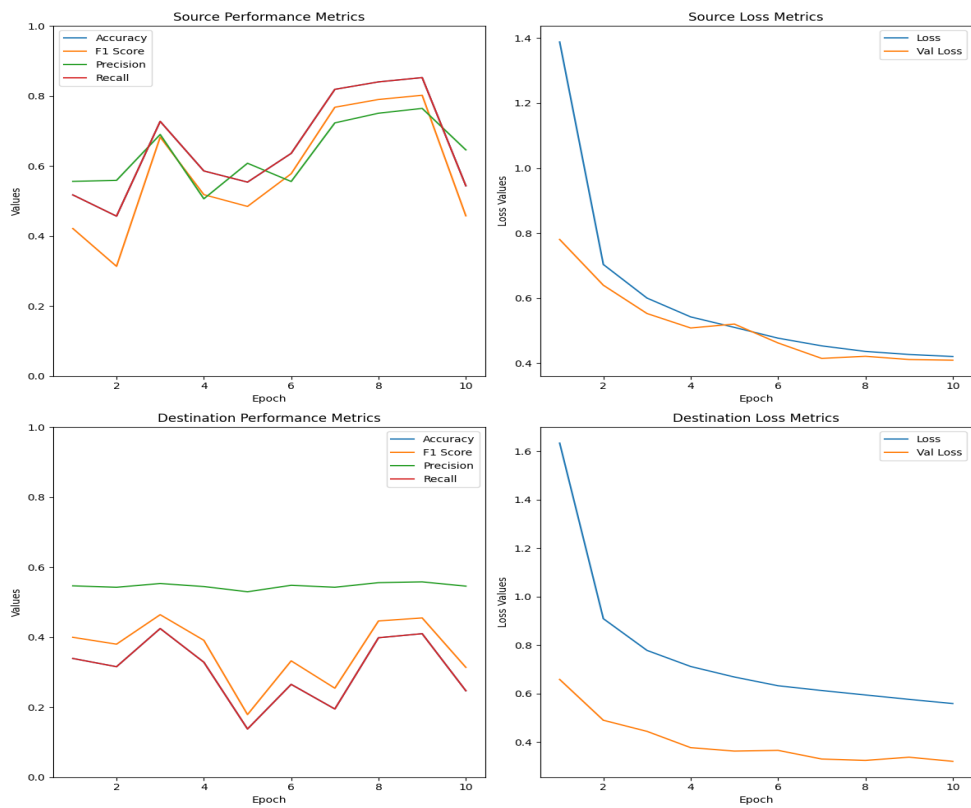 Source Performance Metrics
Accuracy
F1 Score
Precision
Recall
Values
1.0
0.8
0.6
0.4
0.2
0.0
2 4 6 8 10
Epoch
Source Loss Metrics
Loss
Val Loss
Loss Values
1.4
1.2
1.0
0.8
0.6
0.4
2 4 6 8 10
Epoch
Destination Performance Metrics
Accuracy
F1 Score
Precision
Recall
Values
1.0
0.8
0.6
0.4
0.2
0.0
2 4 6 8 10
Epoch
Destination Loss Metrics
Loss
Val Loss
Loss Values
1.6
1.4
1.2
1.0
0.8
0.6
0.4
2 4 6 8 10
Epoch